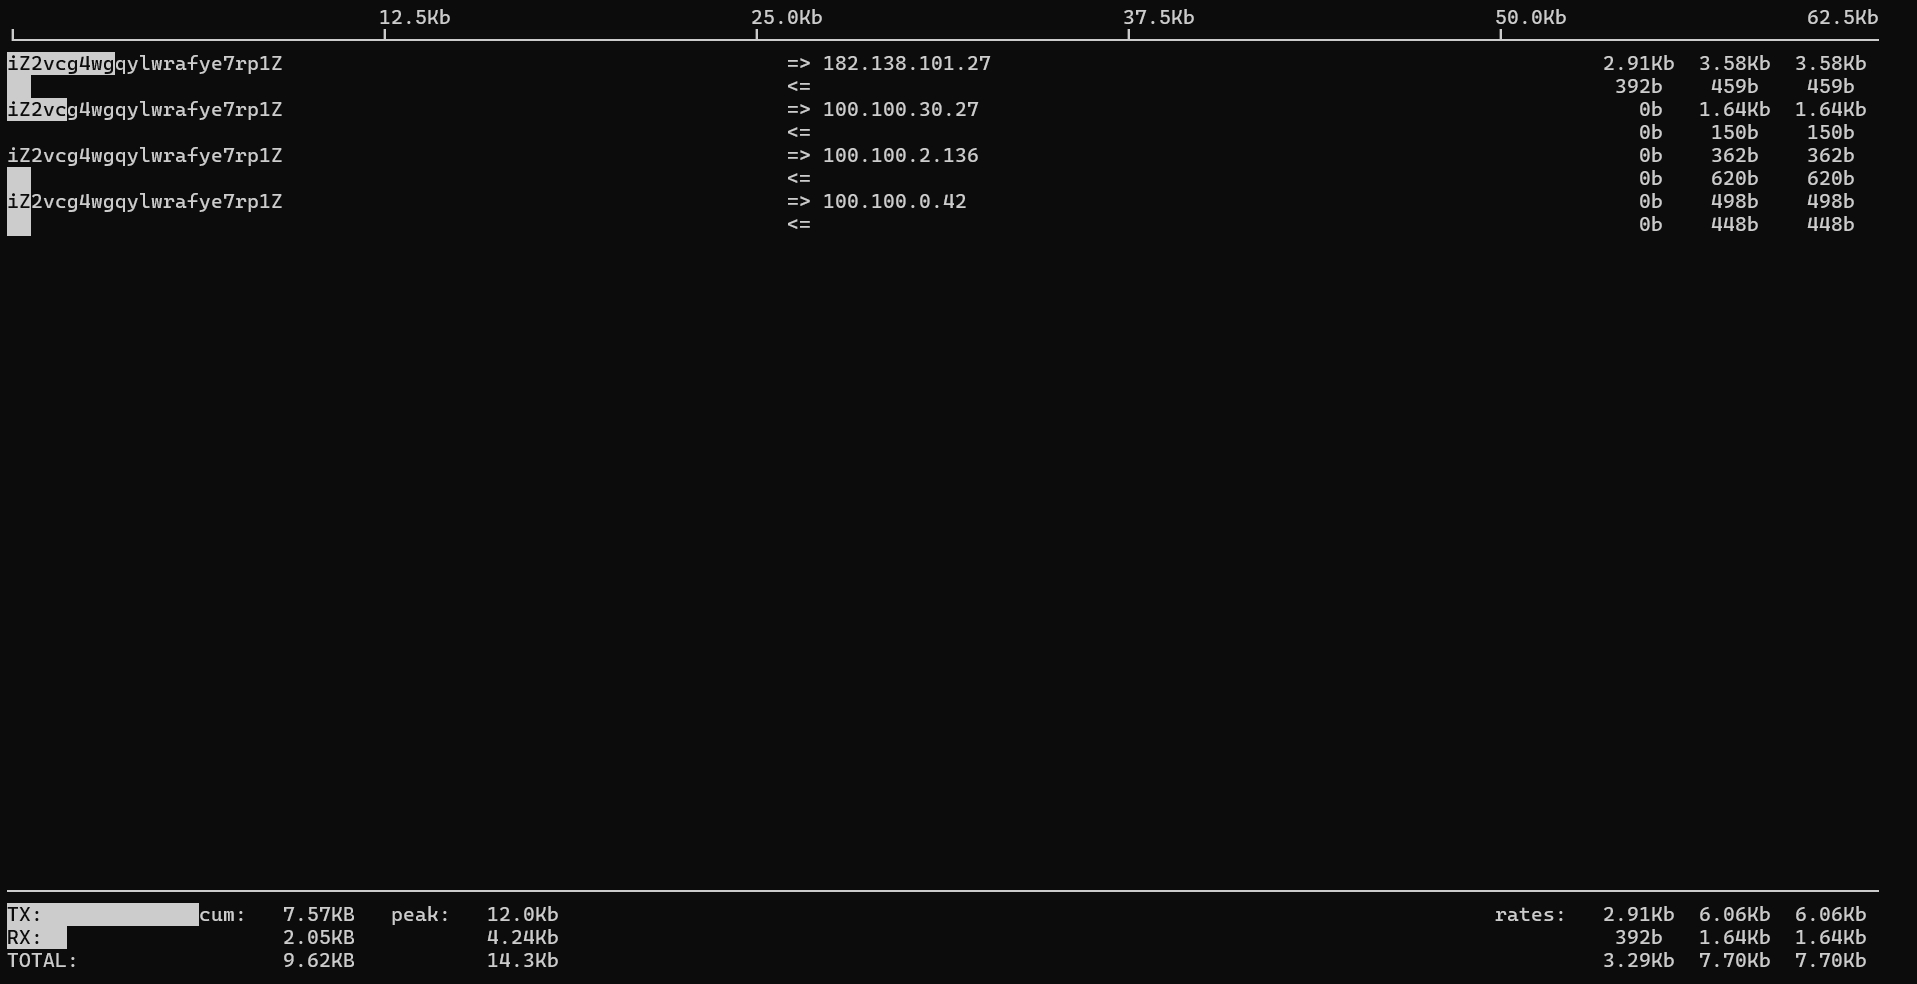 12.5Kb 25.0Kb 37.5Kb 50.0Kb 62.5Kb
iZ2vcg4wgqylwrafye7rp1Z => 182.138.101.27 2.91Kb 3.58Kb 3.58Kb
<= 392b 459b 459b
iZ2vcg4wgqylwrafye7rp1Z => 100.100.30.27 0b 1.64Kb 1.64Kb
<= 0b 150b 150b
iZ2vcg4wgqylwrafye7rp1Z => 100.100.2.136 0b 362b 362b
<= 0b 620b 620b
iZ2vcg4wgqylwrafye7rp1Z => 100.100.0.42 0b 498b 498b
<= 0b 448b 448b
TX: cum: 7.57KB peak: 12.0Kb rates: 2.91Kb 6.06Kb 6.06Kb
RX: 2.05KB 4.24Kb 392b 1.64Kb 1.64Kb
TOTAL: 9.62KB 14.3Kb 3.29Kb 7.70Kb 7.70Kb